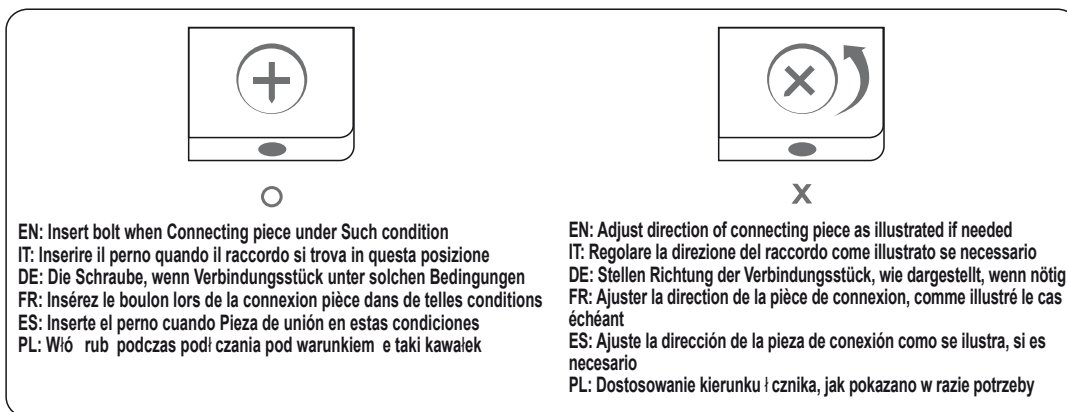 O
EN: Insert bolt when Connecting piece under Such condition
IT: Inserire il perno quando il raccordo si trova in questa posizione
DE: Die Schraube, wenn Verbindungsstück unter solchen Bedingungen
FR: Insérez le boulon lors de la connexion pièce dans de telles conditions
ES: Inserte el perno cuando Pieza de unión en estas condiciones
PL: Włó rub podczas podł czania pod warunkiem e taki kawałek
X
EN: Adjust direction of connecting piece as illustrated if needed
IT: Regolare la direzione del raccordo come illustrato se necessario
DE: Stellen Richtung der Verbindungsstück, wie dargestellt, wenn nötig
FR: Ajuster la direction de la pièce de connexion, comme illustré le cas
échéant
ES: Ajuste la dirección de la pieza de conexión como se ilustra, si es
necesario
PL: Dostosowanie kierunku ł cznika, jak pokazano w razie potrzeby